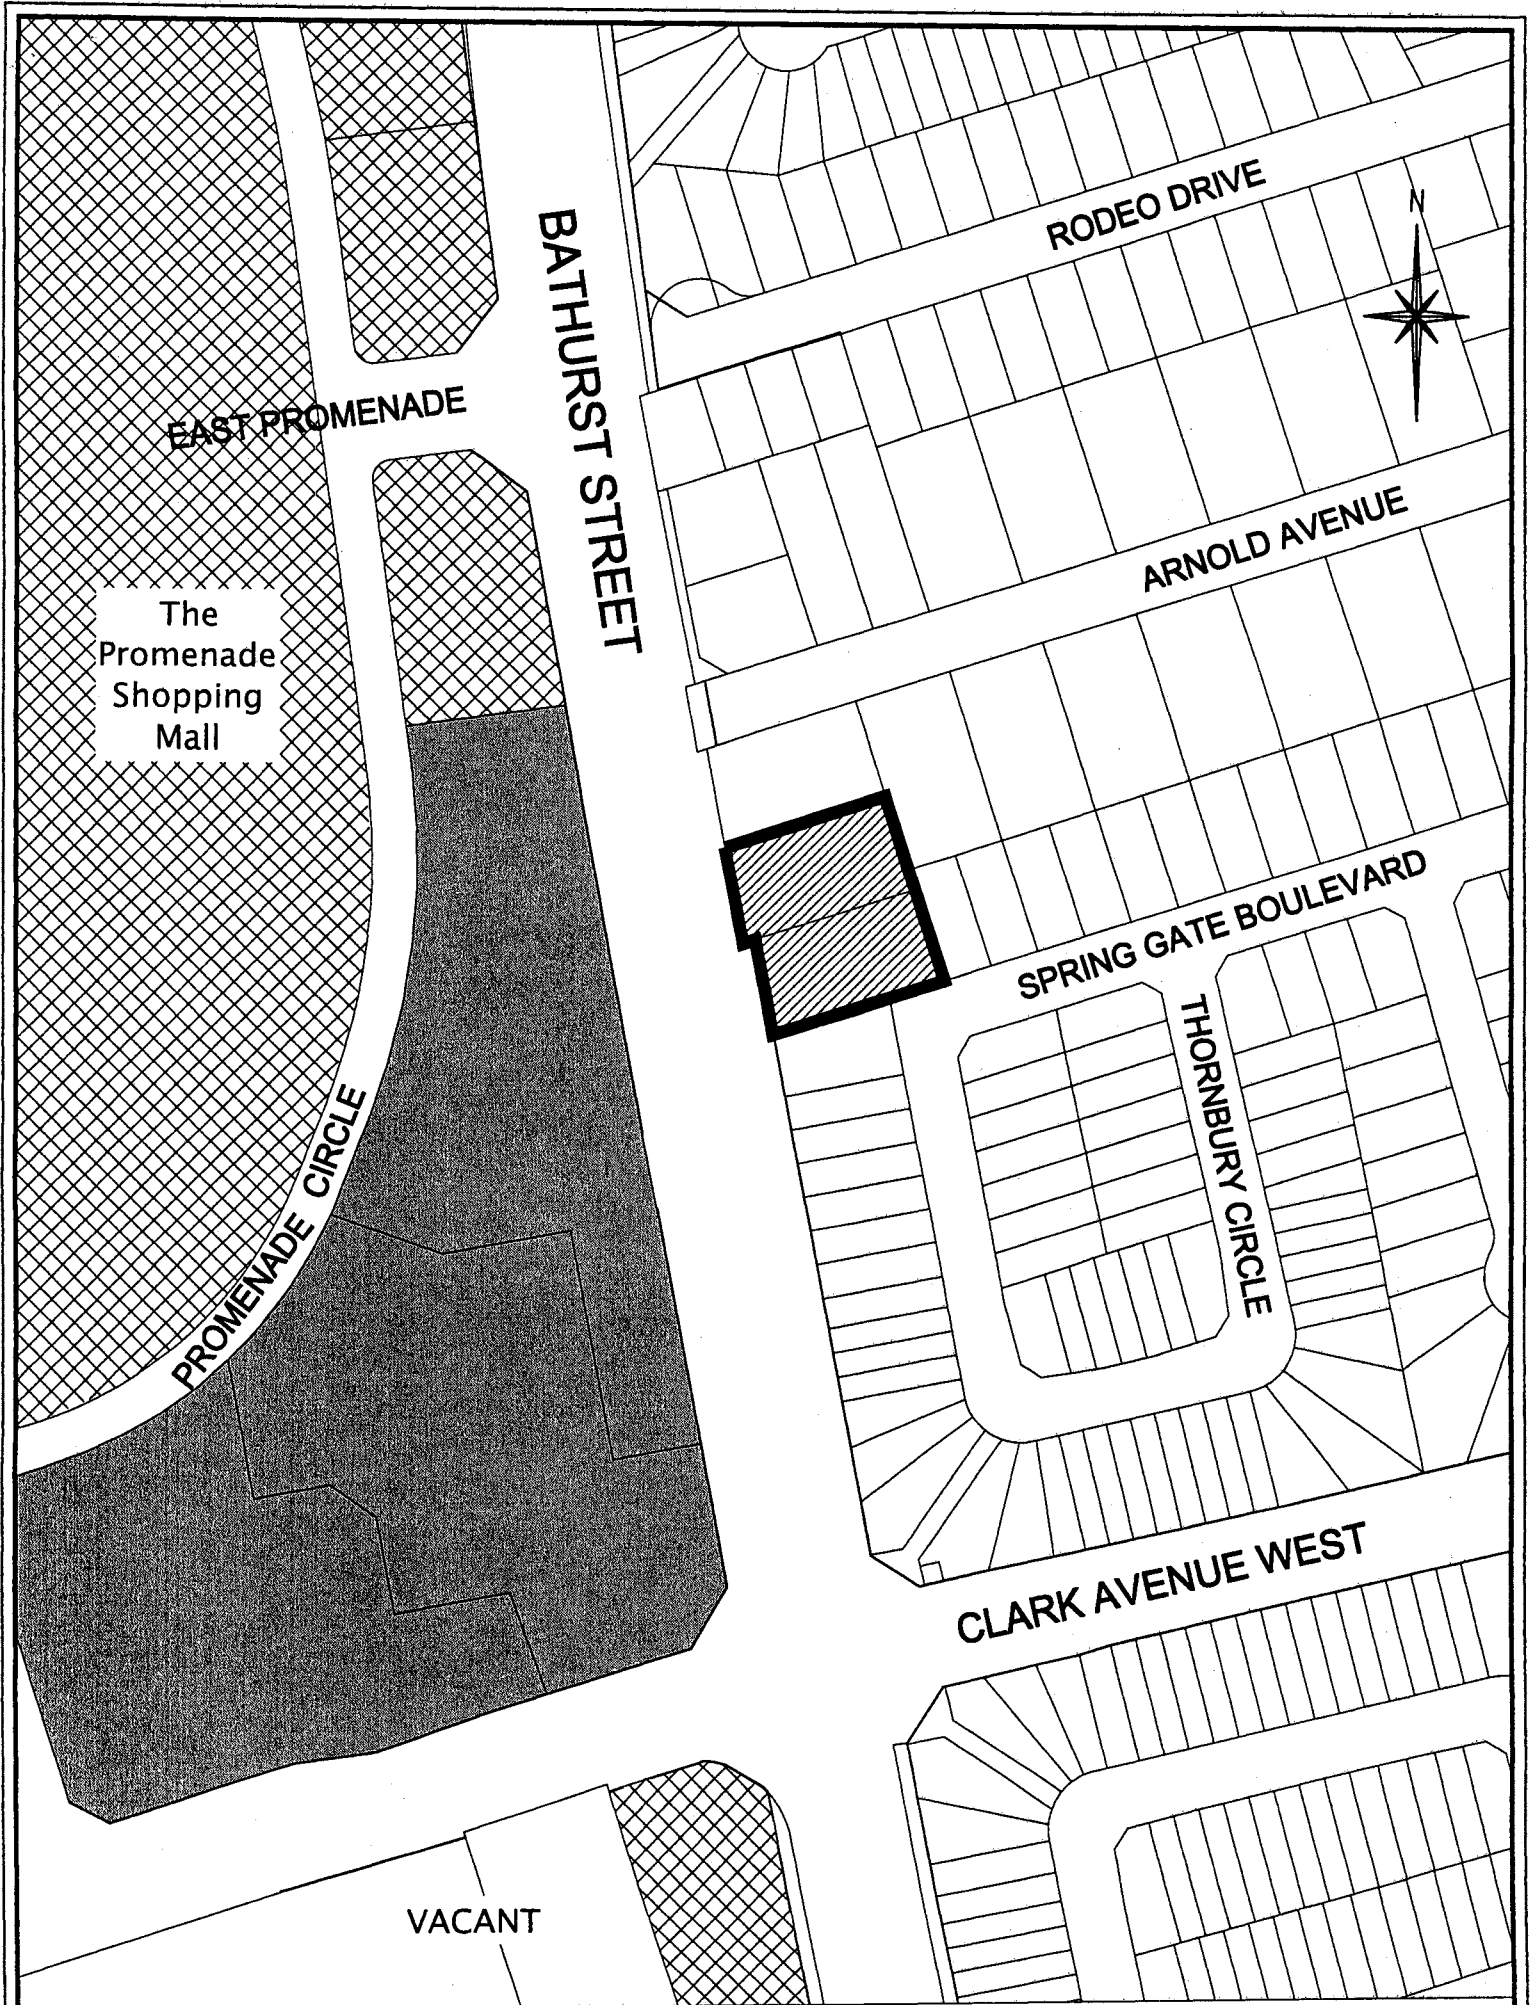 RODEO DRIVE
N
BATHURST STREET
EAST PROMENADE
ARNOLD AVENUE
The
Promenade
Shopping
Mall
SPRING GATE BOULEVARD
THORNBURY CIRCLE
PROMENADE CIRCLE
CLARK AVENUE WEST
VACANT